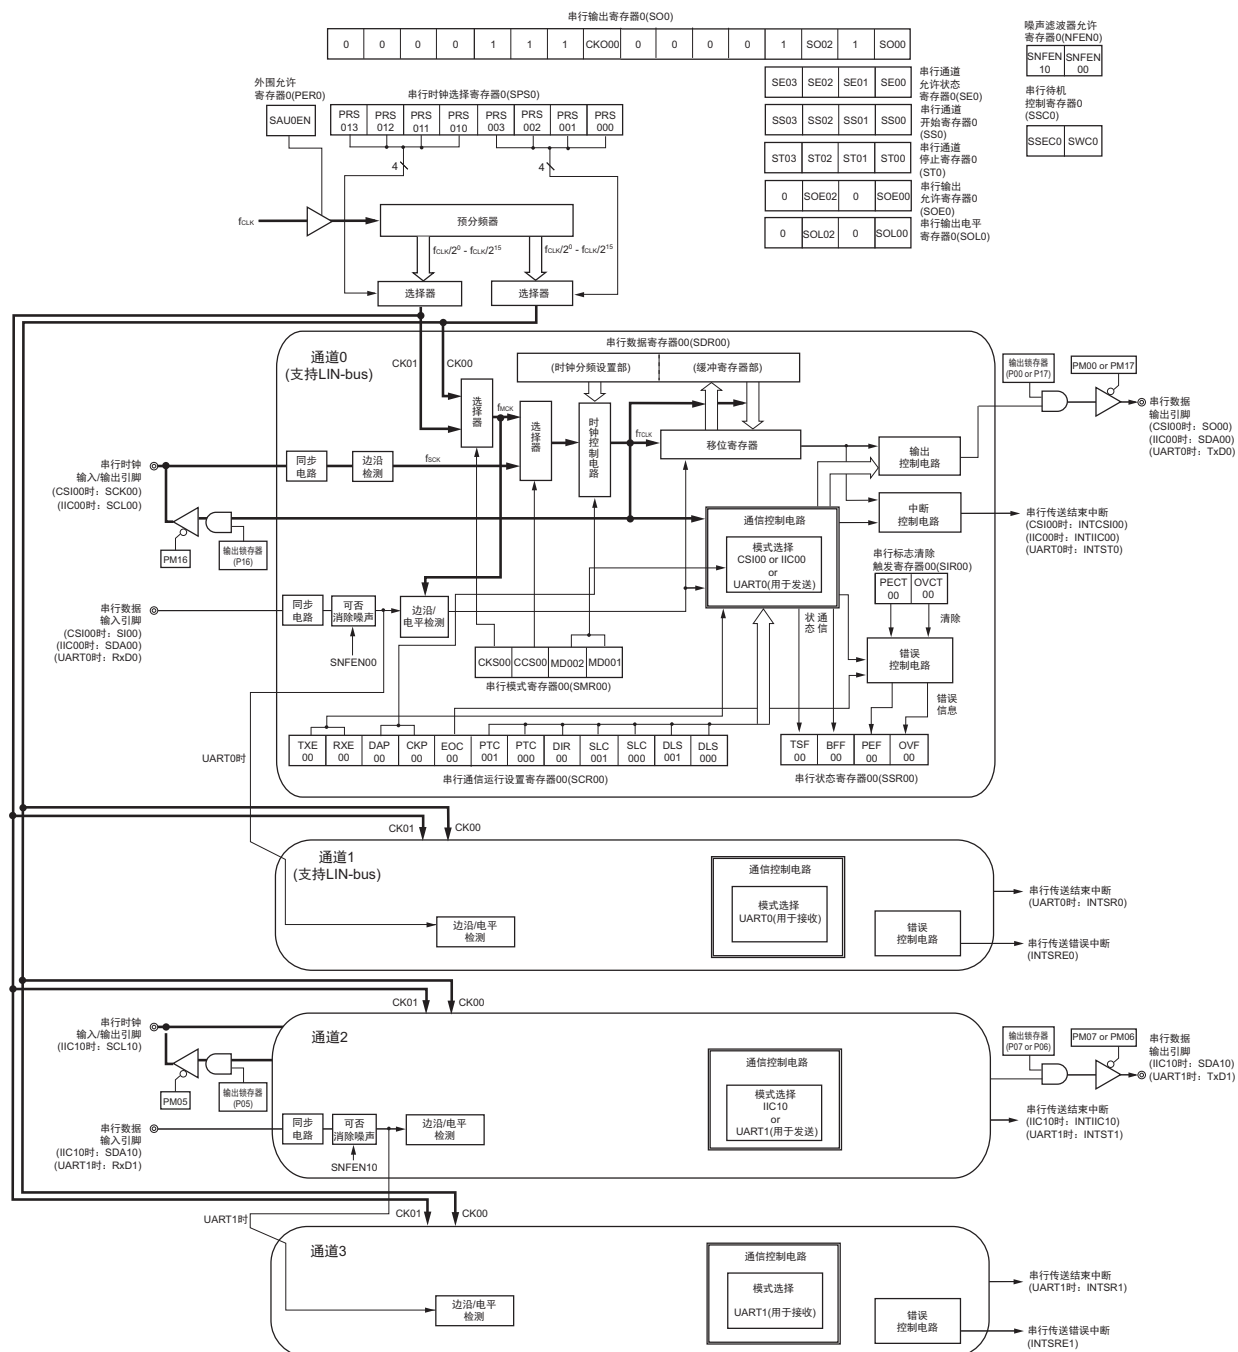 串行输出寄存器0(SO0)
0 0 0 0 1 1 1 CKO00 0 0 0 0 1 SO02 1 SO00
噪声滤波器允许
寄存器0(NFEN0)
SNFEN SNFEN
10 00
外围允许
寄存器0(PER0)
SAU0EN
串行时钟选择寄存器0(SPS0)
PRS PRS PRS PRS PRS PRS PRS PRS
013 012 011 010 003 002 001 000
4
4
SE03 SE02 SE01 SE00
串行通道
允许状态
寄存器0(SE0)
SS03 SS02 SS01 SS00
串行通道
开始寄存器0
(SS0)
ST03 ST02 ST01 ST00
串行通道
停止寄存器0
(ST0)
0 SOE02 0 SOE00
串行输出
允许寄存器0
(SOE0)
0 SOL02 0 SOL00
串行输出电平
寄存器0(SOL0)
串行待机
控制寄存器0
(SSC0)
SSEC0 SWC0
fCLK
预分频器
fCLK/2⁰ - fCLK/2¹⁵
fCLK/2⁰ - fCLK/2¹⁵
选择器
选择器
通道0
(支持LIN-bus)
CK01
CK00
串行数据寄存器00(SDR00)
(时钟分频设置部)
(缓冲寄存器部)
选择器
fMCK
选择器
时钟控制电路
fTCLK
移位寄存器
输出
控制电路
输出锁存器
(P00 or P17)
PM00 or PM17
串行数据
输出引脚
(CSI00时：SO00)
(IIC00时：SDA00)
(UART0时：TxD0)
串行时钟
输入/输出引脚
(CSI00时：SCK00)
(IIC00时：SCL00)
同步
电路
边沿
检测
fSCK
PM16
输出锁存器
(P16)
通信控制电路
模式选择
CSI00 or IIC00
or
UART0(用于发送)
中断
控制电路
串行传送结束中断
(CSI00时：INTCSI00)
(IIC00时：INTIIC00)
(UART0时：INTST0)
串行标志清除
触发寄存器00(SIR00)
PECT OVCT
00 00
清除
串行数据
输入引脚
(CSI00时：SI00)
(IIC00时：SDA00)
(UART0时：RxD0)
同步
电路
可否
消除噪声
SNFEN00
边沿/
电平检测
CKS00 CCS00 MD002 MD001
串行模式寄存器00(SMR00)
通信
状态
错误
控制电路
错误
信息
TXE RXE DAP CKP EOC PTC PTC DIR SLC SLC DLS DLS
00 00 00 00 00 001 000 00 001 000 001 000
串行通信运行设置寄存器00(SCR00)
TSF BFF PEF OVF
00 00 00 00
串行状态寄存器00(SSR00)
UART0时
CK01
CK00
通道1
(支持LIN-bus)
边沿/电平
检测
通信控制电路
模式选择
UART0(用于接收)
错误
控制电路
串行传送结束中断
(UART0时：INTSR0)
串行传送错误中断
(INTSRE0)
CK01
CK00
通道2
串行时钟
输入/输出引脚
(IIC10时：SCL10)
PM05
输出锁存器
(P05)
串行数据
输入引脚
(IIC10时：SDA10)
(UART1时：RxD1)
同步
电路
可否
消除噪声
SNFEN10
边沿/电平
检测
通信控制电路
模式选择
IIC10
or
UART1(用于发送)
输出锁存器
(P07 or P06)
PM07 or PM06
串行数据
输出引脚
(IIC10时：SDA10)
(UART1时：TxD1)
串行传送结束中断
(IIC10时：INTIIC10)
(UART1时：INTST1)
UART1时
CK01
CK00
通道3
边沿/电平
检测
通信控制电路
模式选择
UART1(用于接收)
错误
控制电路
串行传送结束中断
(UART1时：INTSR1)
串行传送错误中断
(INTSRE1)